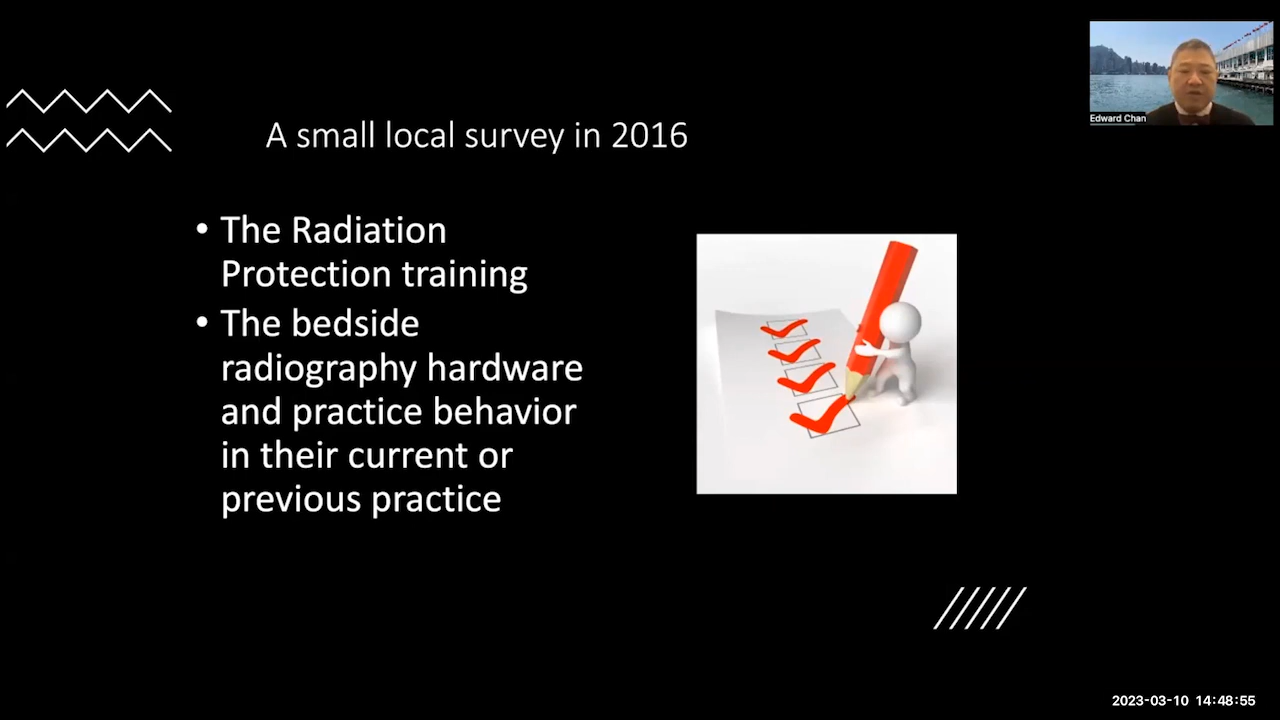 Edward Chan
A small local survey in 2016
• The Radiation
Protection training
• The bedside
radiography hardware
and practice behavior
in their current or
previous practice
2023-03-10 14:48:55